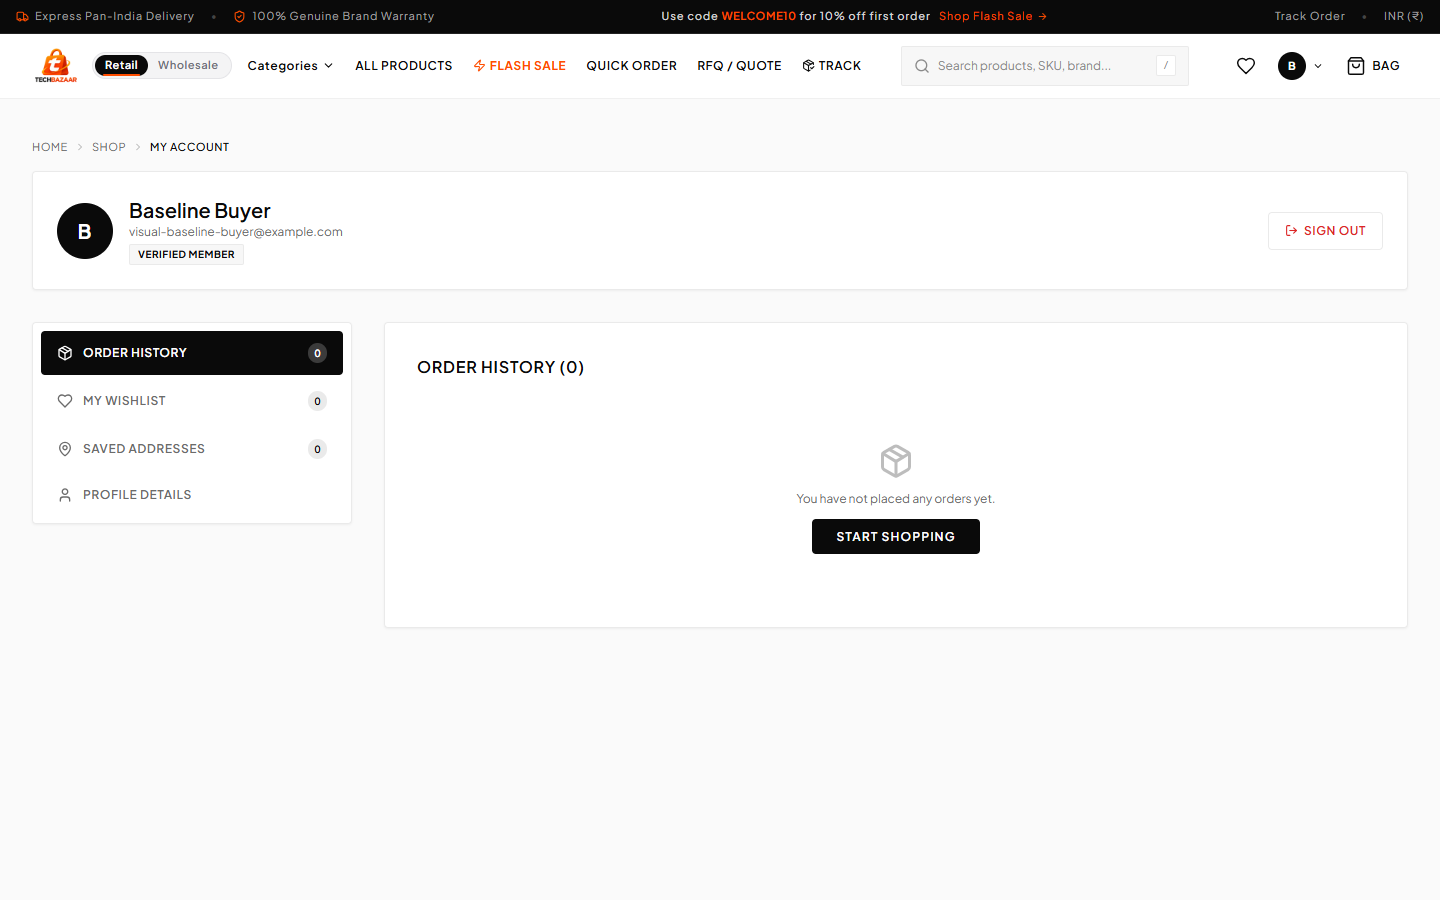 Express Pan-India Delivery • 100% Genuine Brand Warranty Use code WELCOME10 for 10% off first order Shop Flash Sale → Track Order • INR (₹)
TECHBAZAAR Retail Wholesale Categories ALL PRODUCTS FLASH SALE QUICK ORDER RFQ / QUOTE TRACK Search products, SKU, brand... / B BAG
HOME > SHOP > MY ACCOUNT
B
Baseline Buyer
visual-baseline-buyer@example.com
VERIFIED MEMBER
SIGN OUT
ORDER HISTORY 0
MY WISHLIST 0
SAVED ADDRESSES 0
PROFILE DETAILS
ORDER HISTORY (0)
You have not placed any orders yet.
START SHOPPING